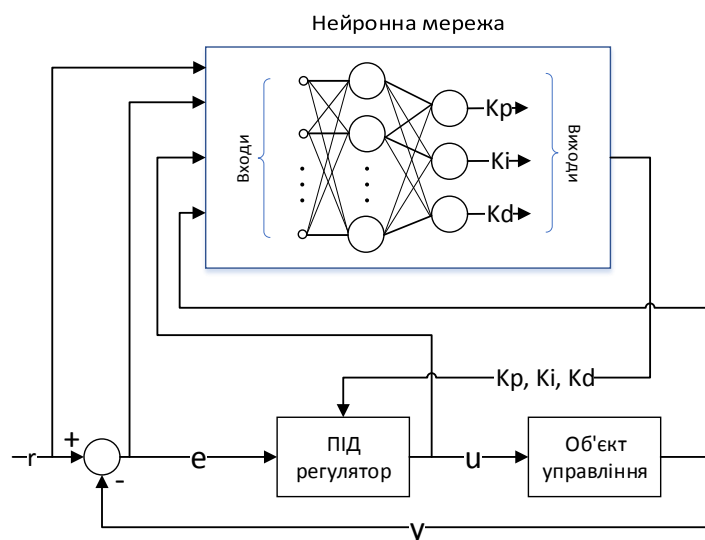 Нейронна мережа
Входи
Kp
Ki
Kd
Виходи
Kp, Ki, Kd
r
+
-
e
ПІД
регулятор
u
Об'єкт
управління
y